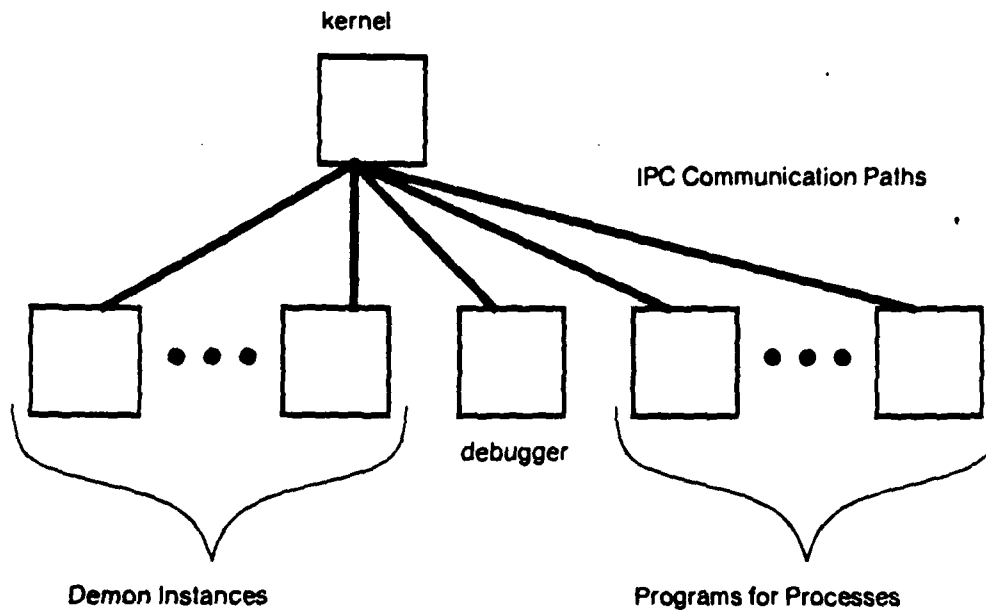 kernel
IPC Communication Paths
debugger
Demon Instances
Programs for Processes